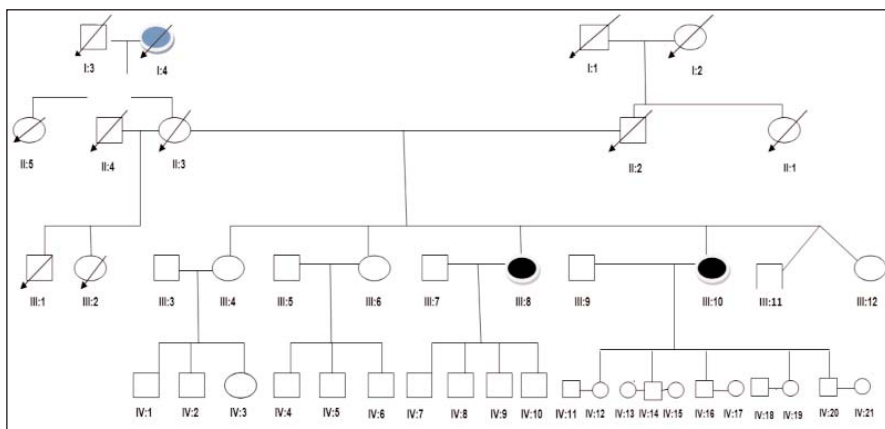 I:3 I:4 I:1 I:2
II:5 II:4 II:3 II:2 II:1
III:1 III:2 III:3 III:4 III:5 III:6 III:7 III:8 III:9 III:10 III:11 III:12
IV:1 IV:2 IV:3 IV:4 IV:5 IV:6 IV:7 IV:8 IV:9 IV:10 IV:11 IV:12 IV:13 IV:14 IV:15 IV:16 IV:17 IV:18 IV:19 IV:20 IV:21